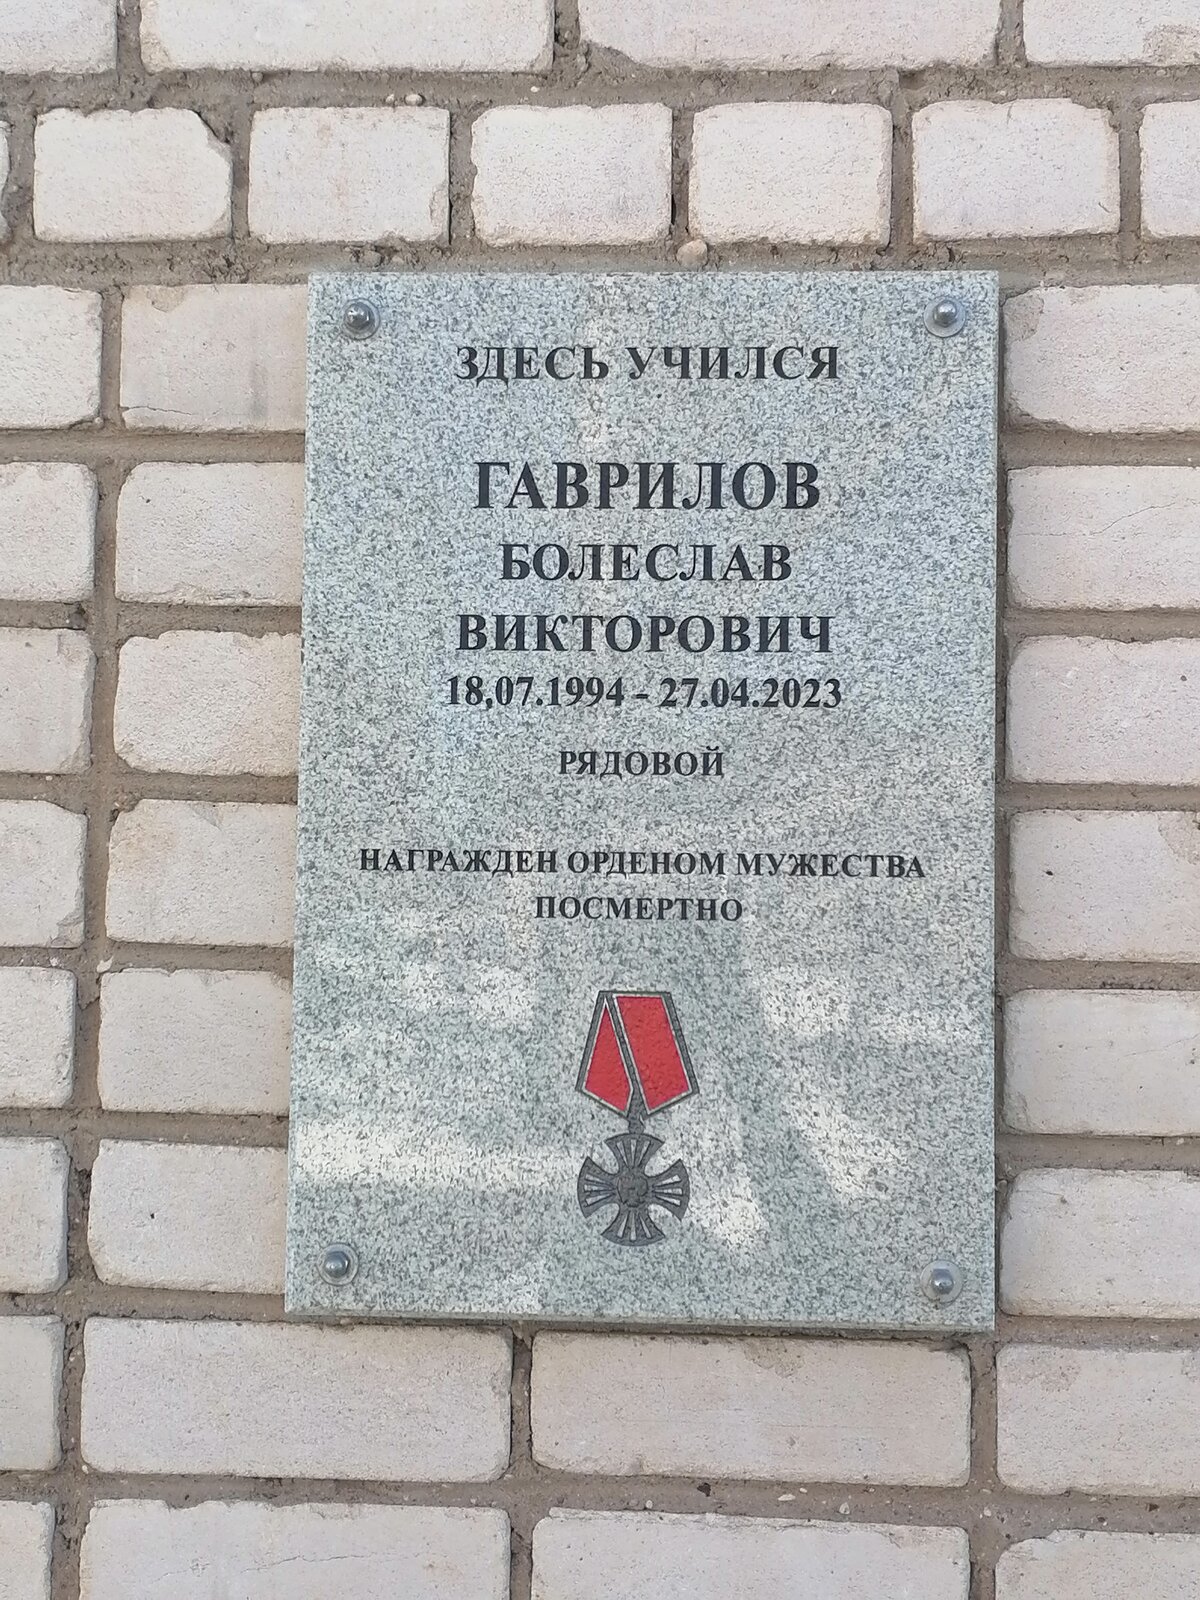 ЗДЕСЬ УЧИЛСЯ
ГАВРИЛОВ
БОЛЕСЛАВ
ВИКТОРОВИЧ
18,07.1994 - 27.04.2023
РЯДОВОЙ
НАГРАЖДЕН ОРДЕНОМ МУЖЕСТВА
ПОСМЕРТНО